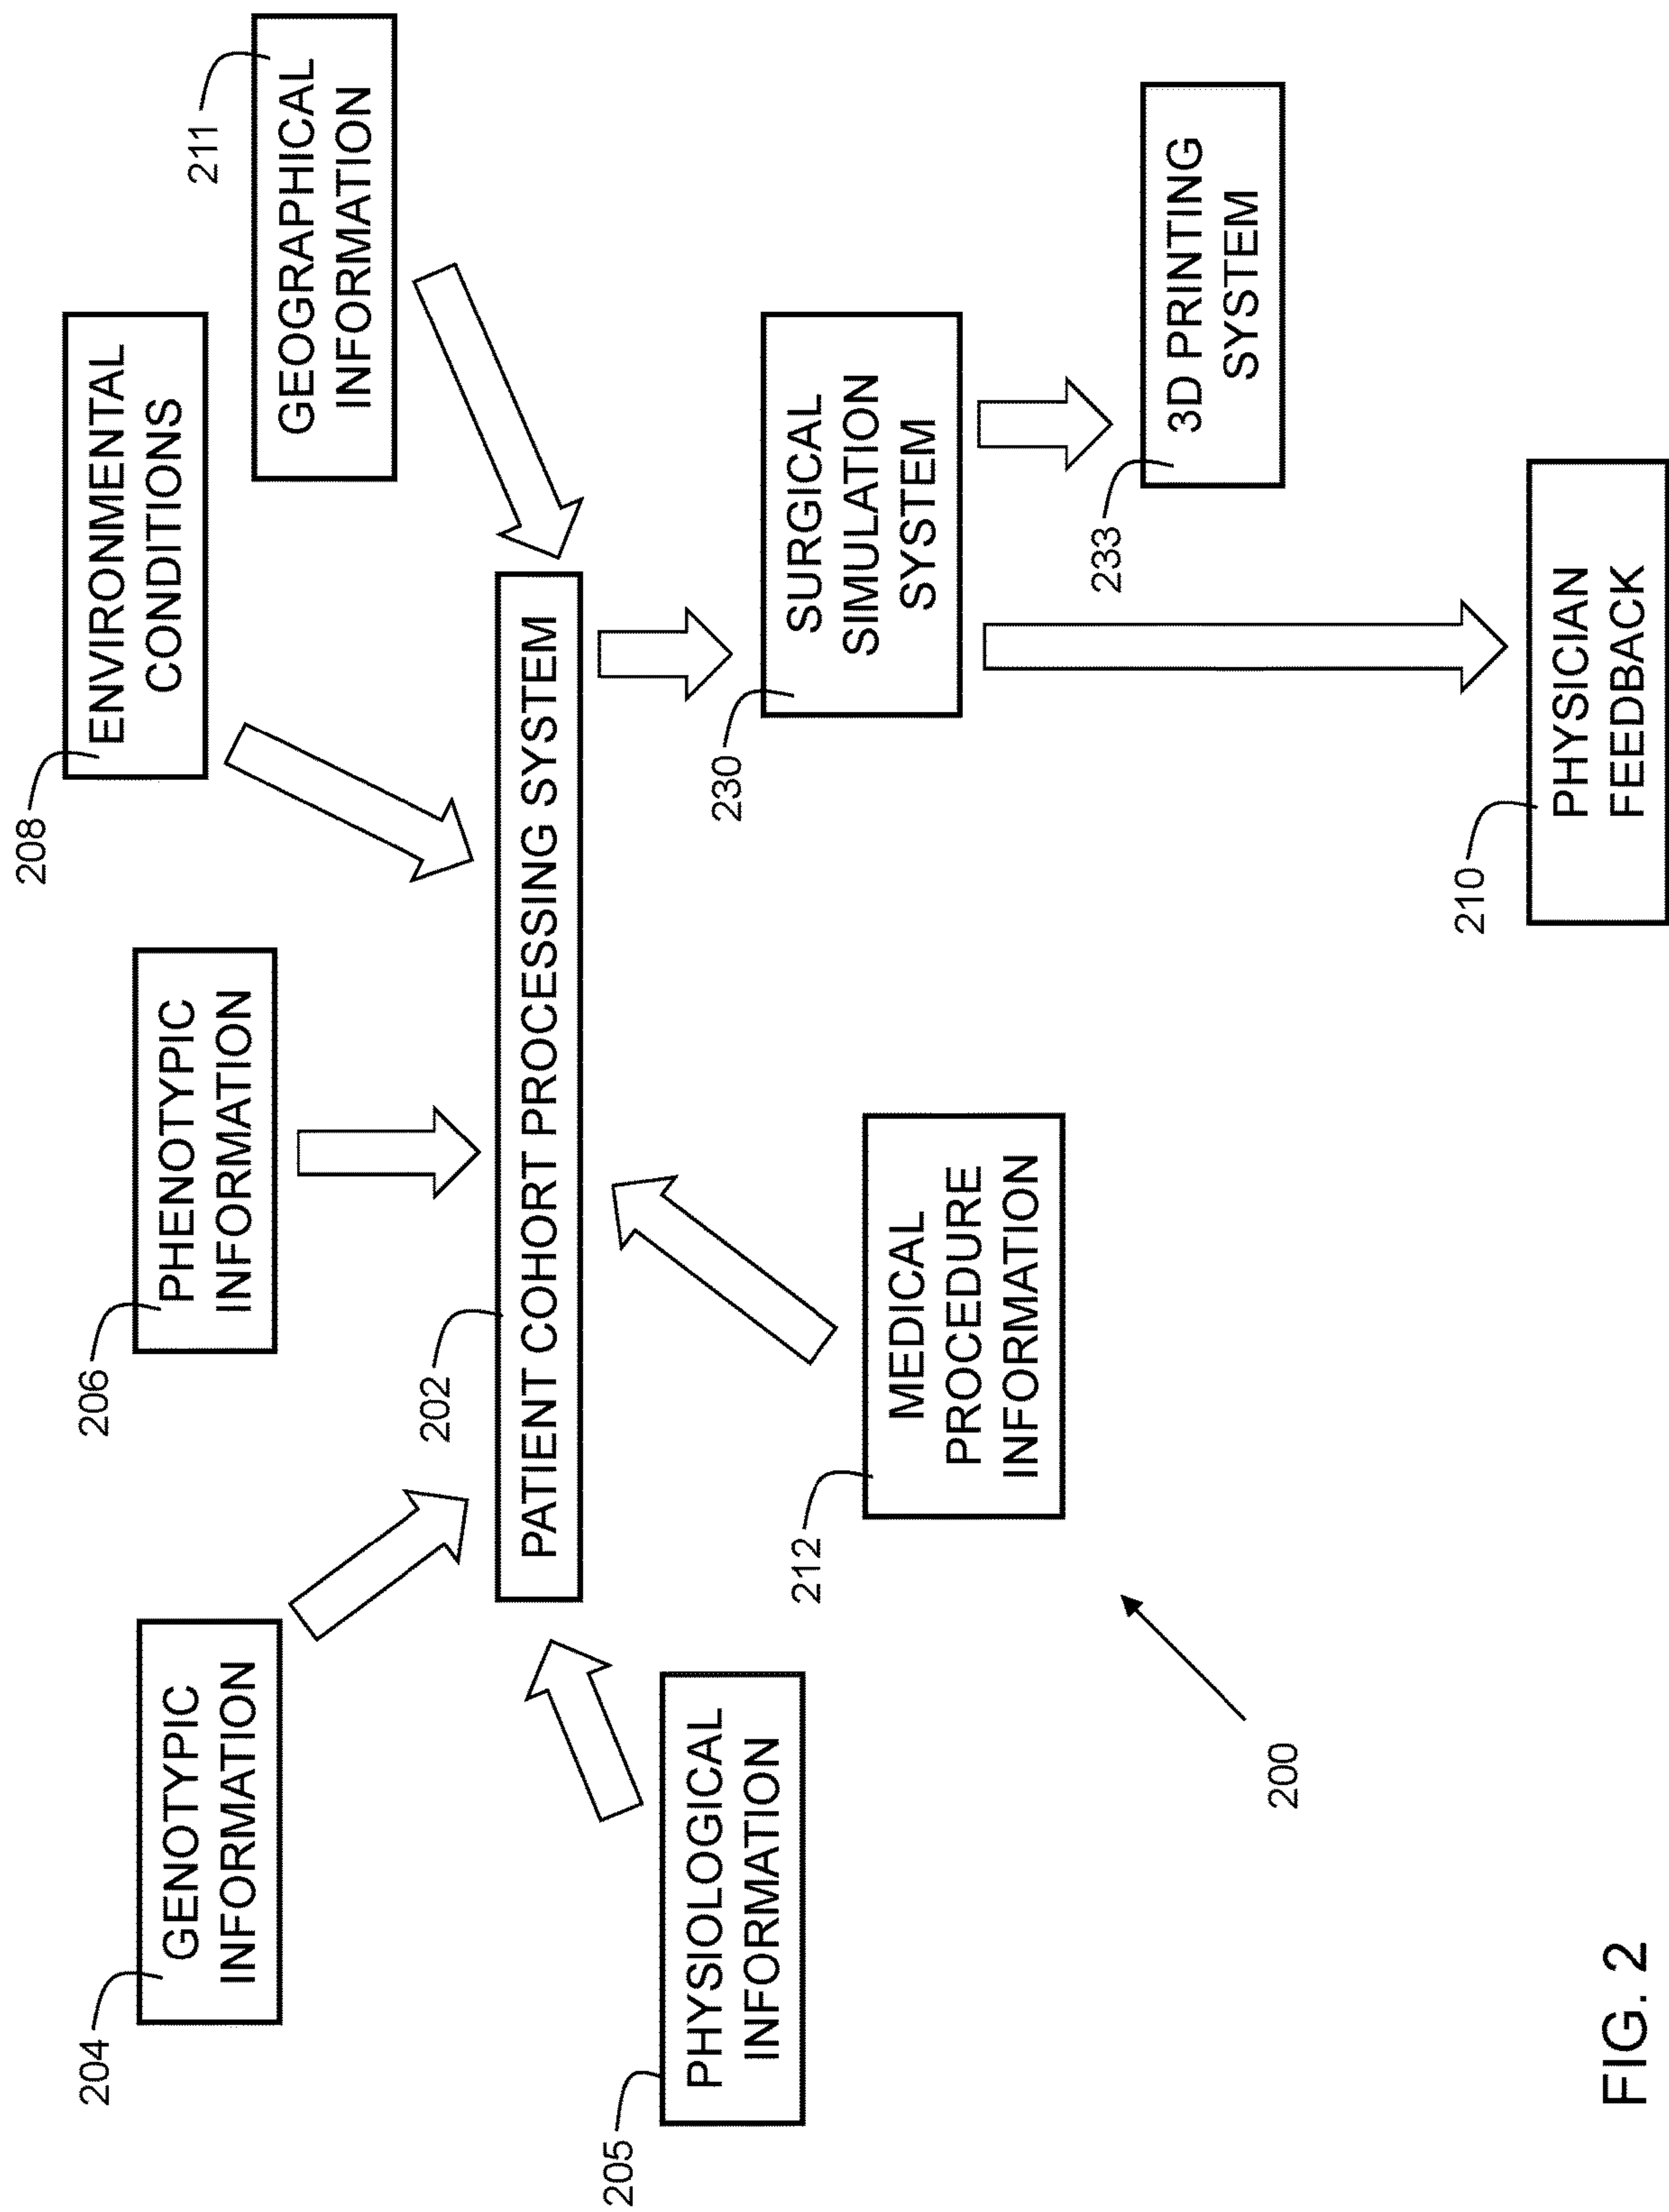 208
ENVIRONMENTAL
CONDITIONS
211
GEOGRAPHICAL
INFORMATION
206
PHENOTYPIC
INFORMATION
204
GENOTYPIC
INFORMATION
202
PATIENT COHORT PROCESSING SYSTEM
205
PHYSIOLOGICAL
INFORMATION
212
MEDICAL
PROCEDURE
INFORMATION
230
SURGICAL
SIMULATION
SYSTEM
233
3D PRINTING
SYSTEM
200
210
PHYSICIAN
FEEDBACK
FIG. 2